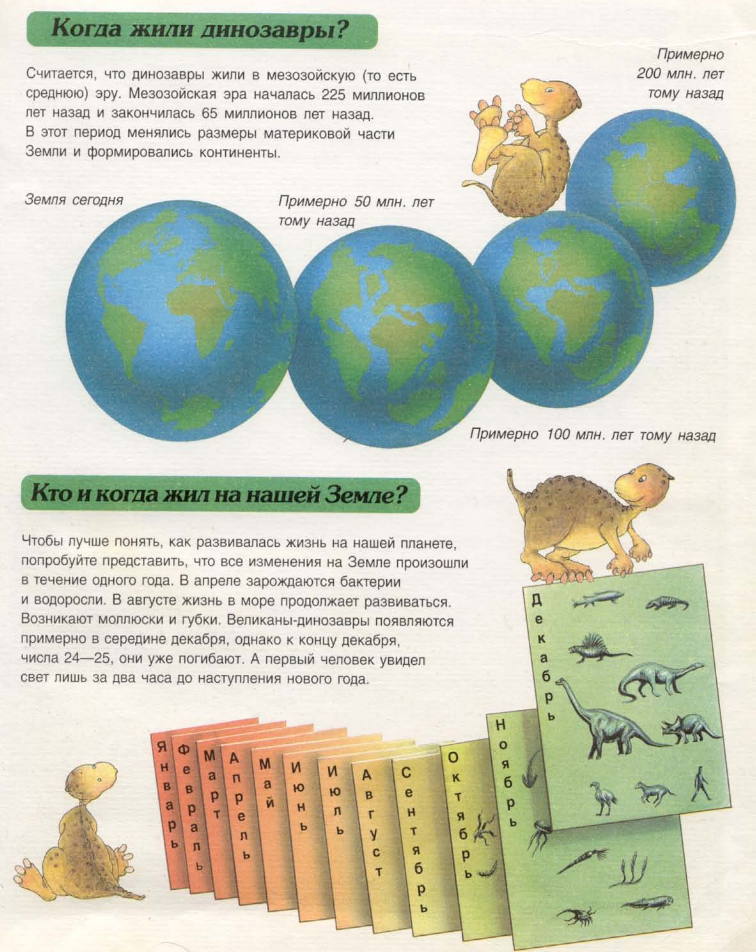 Когда жили динозавры?
Считается, что динозавры жили в мезозойскую (то есть
среднюю) эру. Мезозойская эра началась 225 миллионов
лет назад и закончилась 65 миллионов лет назад.
В этот период менялись размеры материковой части
Земли и формировались континенты.
Примерно
200 млн. лет
тому назад
Земля сегодня
Примерно 50 млн. лет
тому назад
Примерно 100 млн. лет тому назад
Кто и когда жил на нашей Земле?
Чтобы лучше понять, как развивалась жизнь на нашей планете,
попробуйте представить, что все изменения на Земле произошли
в течение одного года. В апреле зарождаются бактерии
и водоросли. В августе жизнь в море продолжает развиваться.
Возникают моллюски и губки. Великаны-динозавры появляются
примерно в середине декабря, однако к концу декабря,
числа 24—25, они уже погибают. А первый человек увидел
свет лишь за два часа до наступления нового года.
Январь
Февраль
Март
Апрель
Май
Июнь
Июль
Август
Сентябрь
Октябрь
Ноябрь
Декабрь